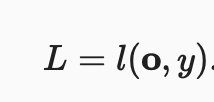 L = l(o, y).